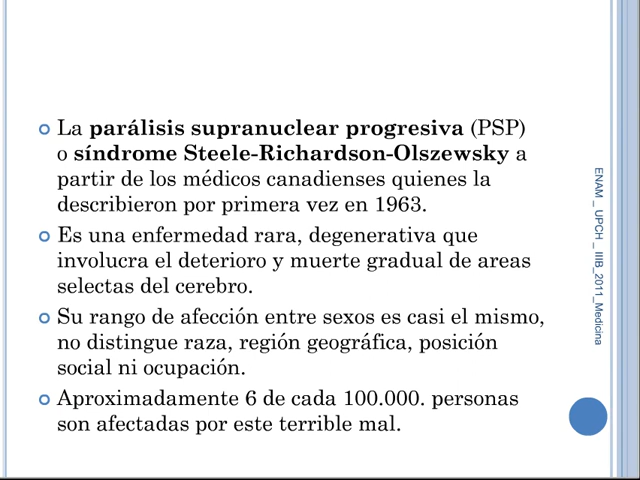 La parálisis supranuclear progresiva (PSP)
o síndrome Steele-Richardson-Olszewsky a
partir de los médicos canadienses quienes la
describieron por primera vez en 1963.
Es una enfermedad rara, degenerativa que
involucra el deterioro y muerte gradual de areas
selectas del cerebro.
Su rango de afección entre sexos es casi el mismo,
no distingue raza, región geográfica, posición
social ni ocupación.
Aproximadamente 6 de cada 100.000. personas
son afectadas por este terrible mal.
ENAM _ UPCH _ IIIB_2011_Medicina